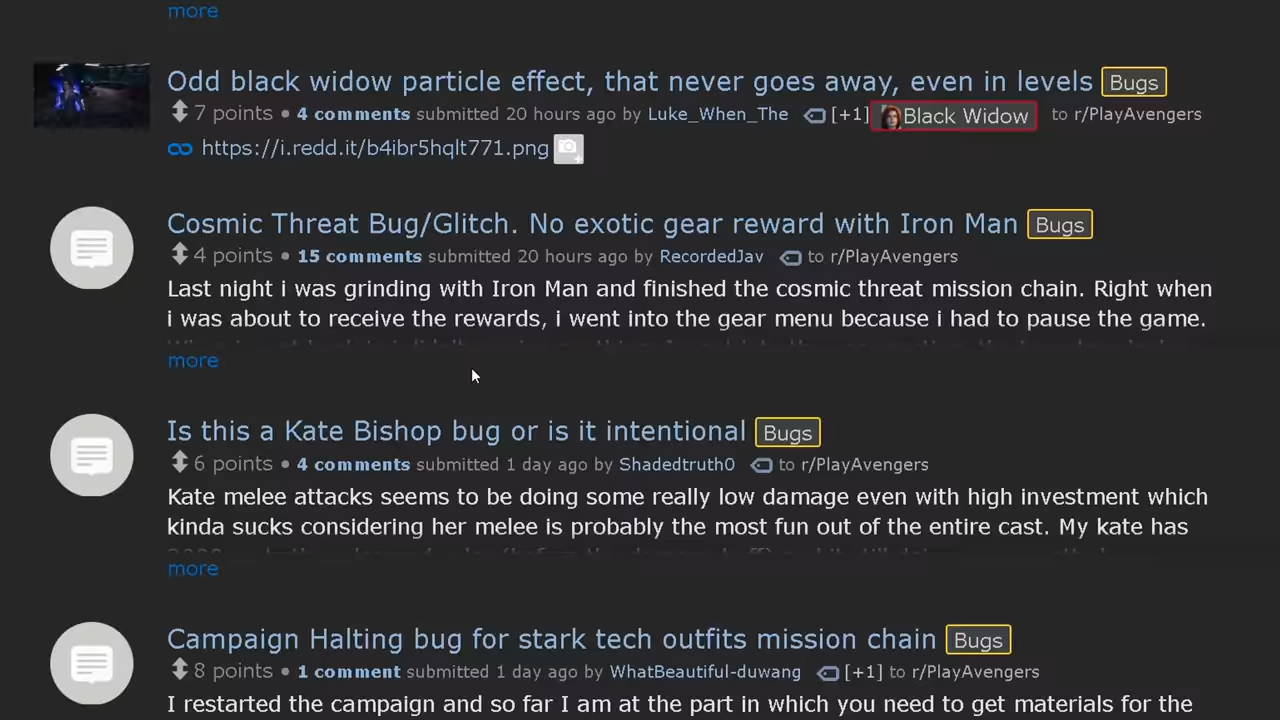 more
Odd black widow particle effect, that never goes away, even in levels Bugs
7 points • 4 comments submitted 20 hours ago by Luke_When_The [+1] Black Widow to r/PlayAvengers
https://i.redd.it/b4ibr5hqlt771.png
Cosmic Threat Bug/Glitch. No exotic gear reward with Iron Man Bugs
4 points • 15 comments submitted 20 hours ago by RecordedJav to r/PlayAvengers
Last night i was grinding with Iron Man and finished the cosmic threat mission chain. Right when
i was about to receive the rewards, i went into the gear menu because i had to pause the game.
more
Is this a Kate Bishop bug or is it intentional Bugs
6 points • 4 comments submitted 1 day ago by Shadedtruth0 to r/PlayAvengers
Kate melee attacks seems to be doing some really low damage even with high investment which
kinda sucks considering her melee is probably the most fun out of the entire cast. My kate has
more
Campaign Halting bug for stark tech outfits mission chain Bugs
8 points • 1 comment submitted 1 day ago by WhatBeautiful-duwang [+1] to r/PlayAvengers
I restarted the campaign and so far I am at the part in which you need to get materials for the